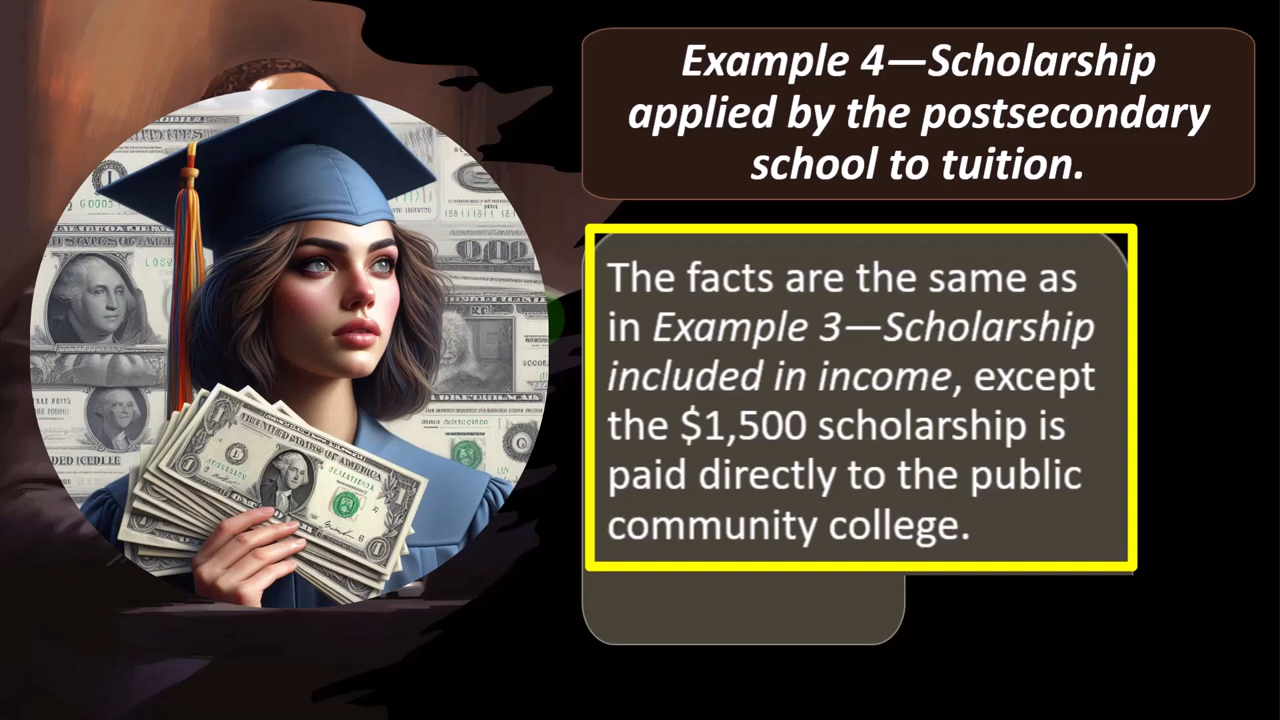 Example 4—Scholarship
applied by the postsecondary
school to tuition.
The facts are the same as
in Example 3—Scholarship
included in income, except
the $1,500 scholarship is
paid directly to the public
community college.